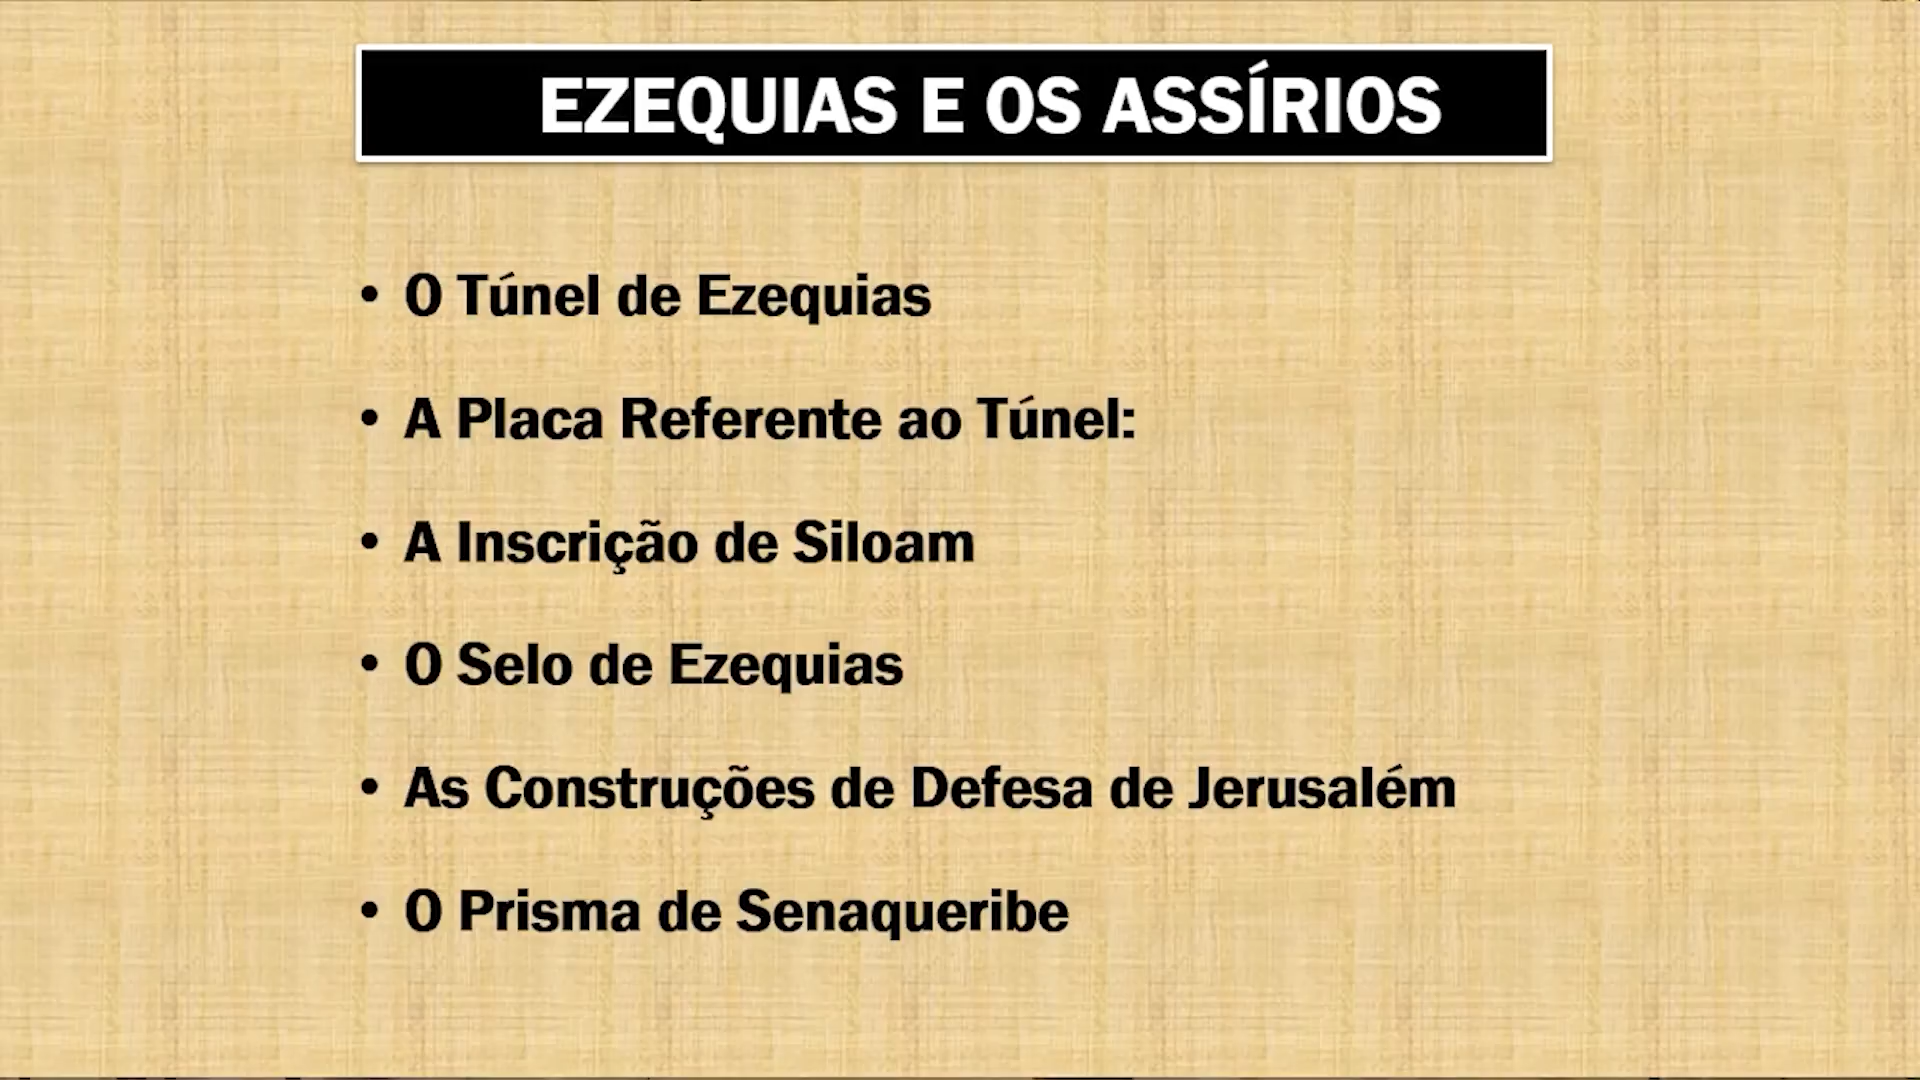 EZEQUIAS E OS ASSÍRIOS
• O Túnel de Ezequias
• A Placa Referente ao Túnel:
• A Inscrição de Siloam
• O Selo de Ezequias
• As Construções de Defesa de Jerusalém
• O Prisma de Senaqueribe